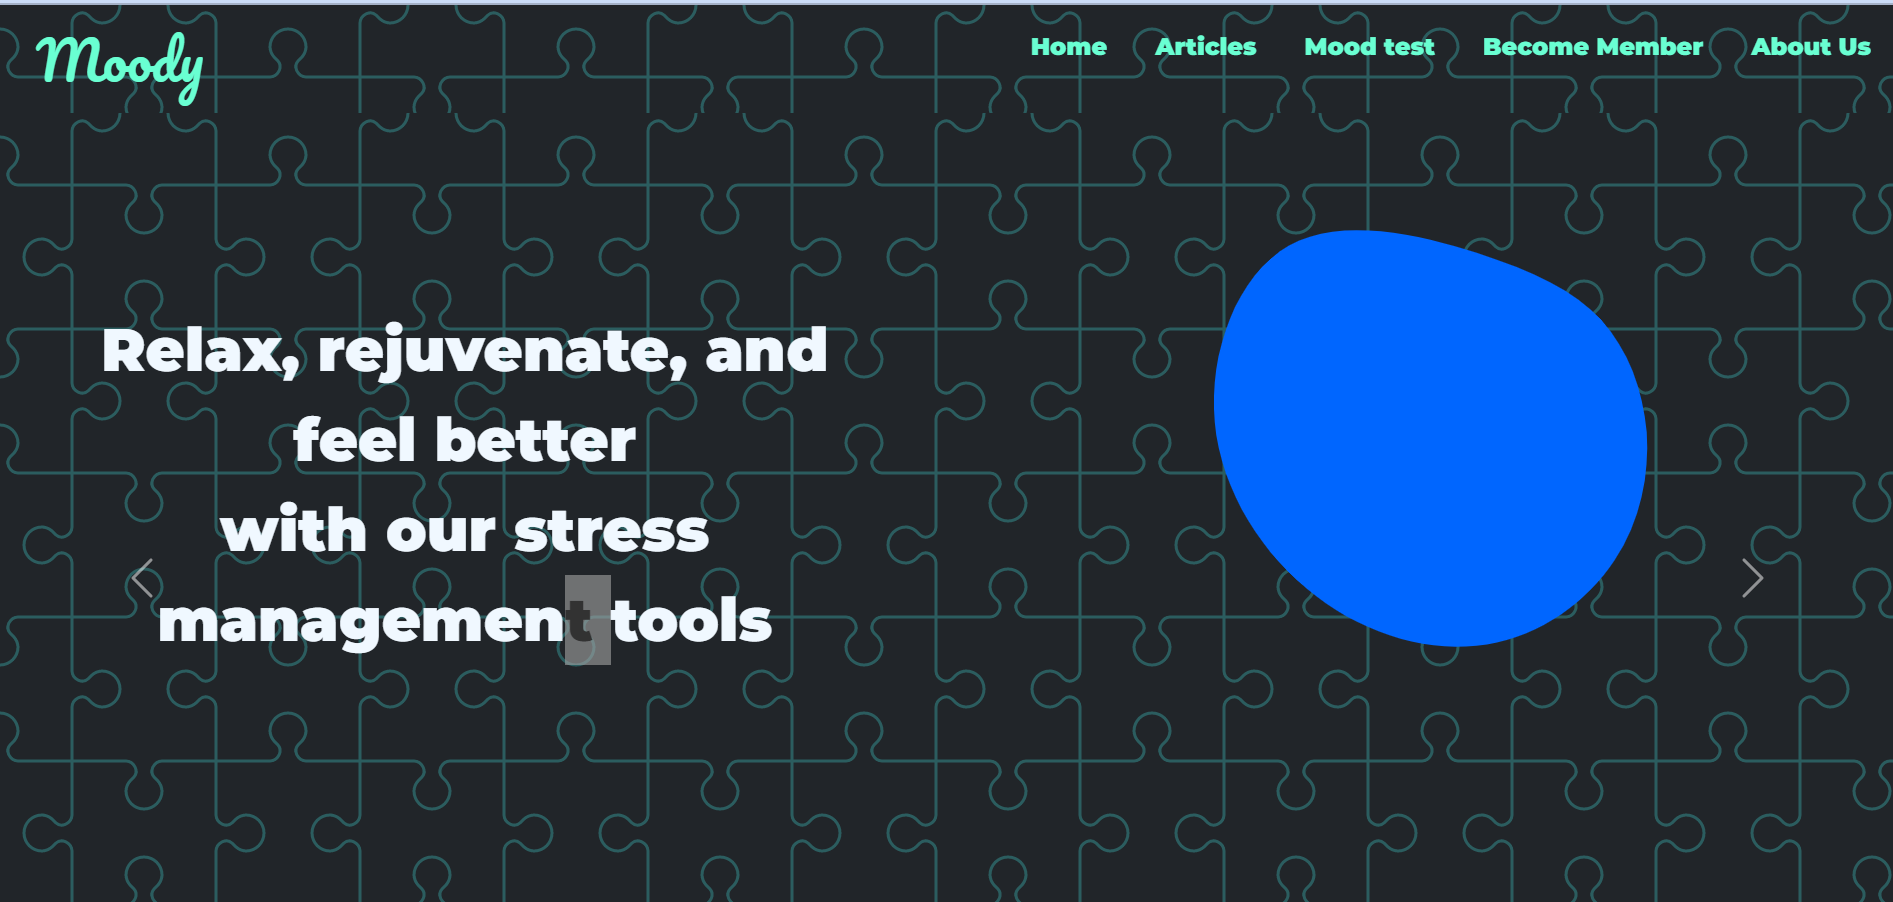 Moody
Home Articles Mood test Become Member About Us
Relax, rejuvenate, and
feel better
with our stress
management tools